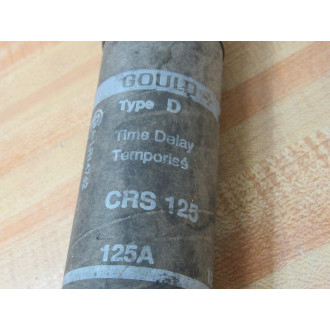 GOULD
Type D
Time Delay
Temporisé
CRS 125
125A